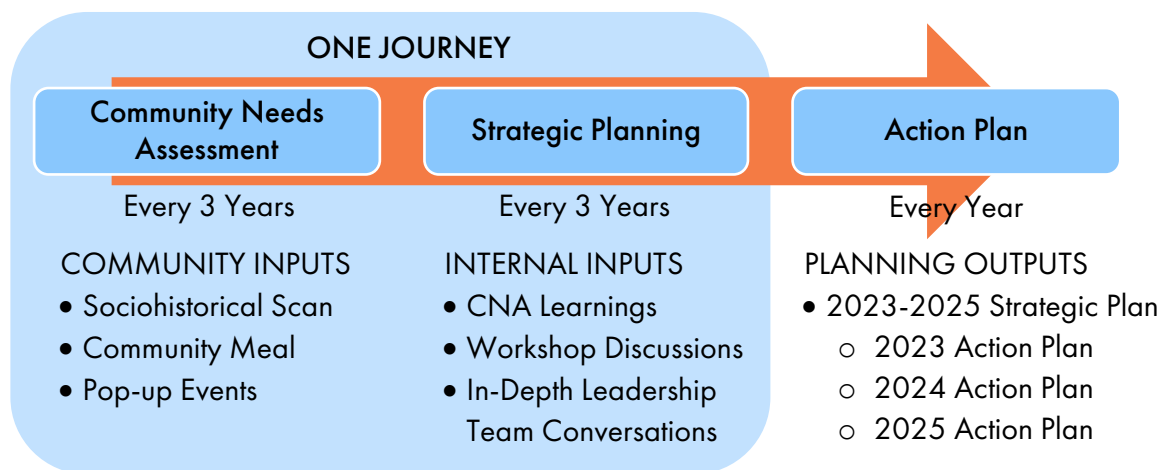 ONE JOURNEY
Community Needs
Assessment
Every 3 Years
COMMUNITY INPUTS
• Sociohistorical Scan
• Community Meal
• Pop-up Events
Strategic Planning
Every 3 Years
INTERNAL INPUTS
• CNA Learnings
• Workshop Discussions
• In-Depth Leadership
Team Conversations
Action Plan
Every Year
PLANNING OUTPUTS
• 2023-2025 Strategic Plan
o 2023 Action Plan
o 2024 Action Plan
o 2025 Action Plan